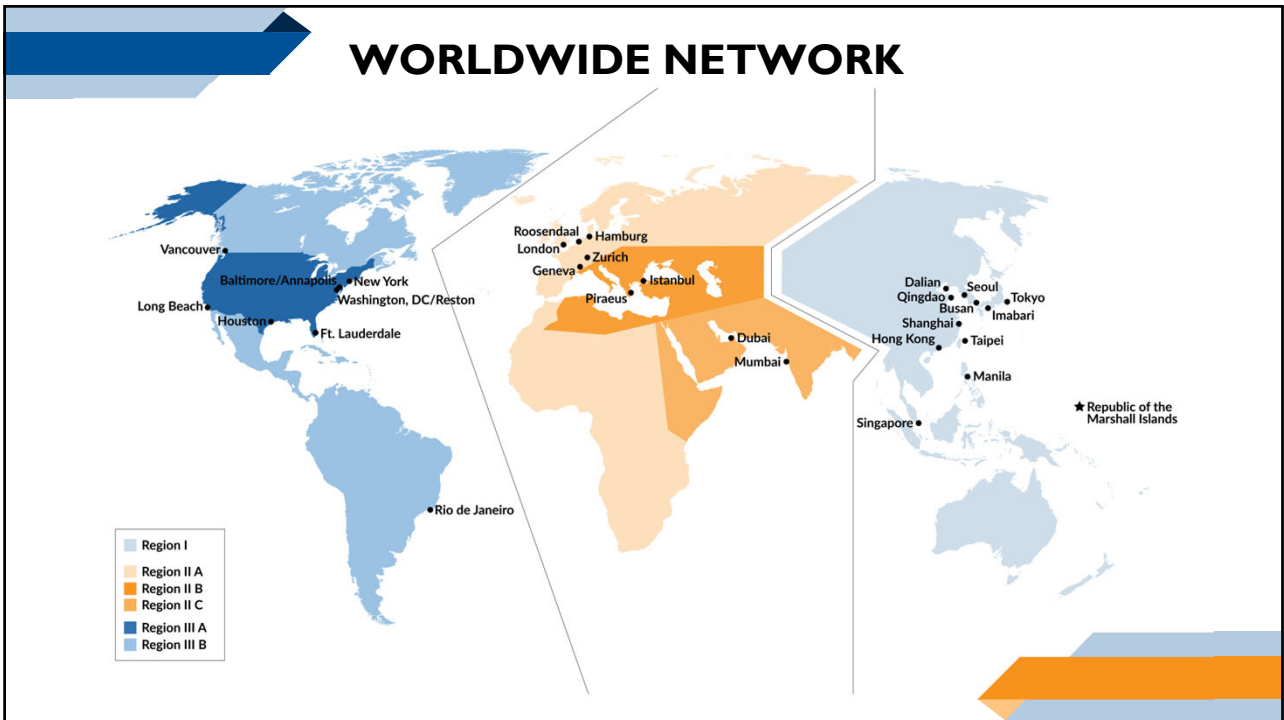 WORLDWIDE NETWORK
Vancouver
Long Beach
Houston
Baltimore/Annapolis
New York
Washington, DC/Reston
Ft. Lauderdale
Rio de Janeiro
Roosendaal
London
Hamburg
Zurich
Geneva
Istanbul
Piraeus
Dubai
Mumbai
Dalian
Qingdao
Seoul
Busan
Tokyo
Imabari
Shanghai
Hong Kong
Taipei
Manila
Singapore
Republic of the
Marshall Islands
Region I
Region II A
Region II B
Region II C
Region III A
Region III B